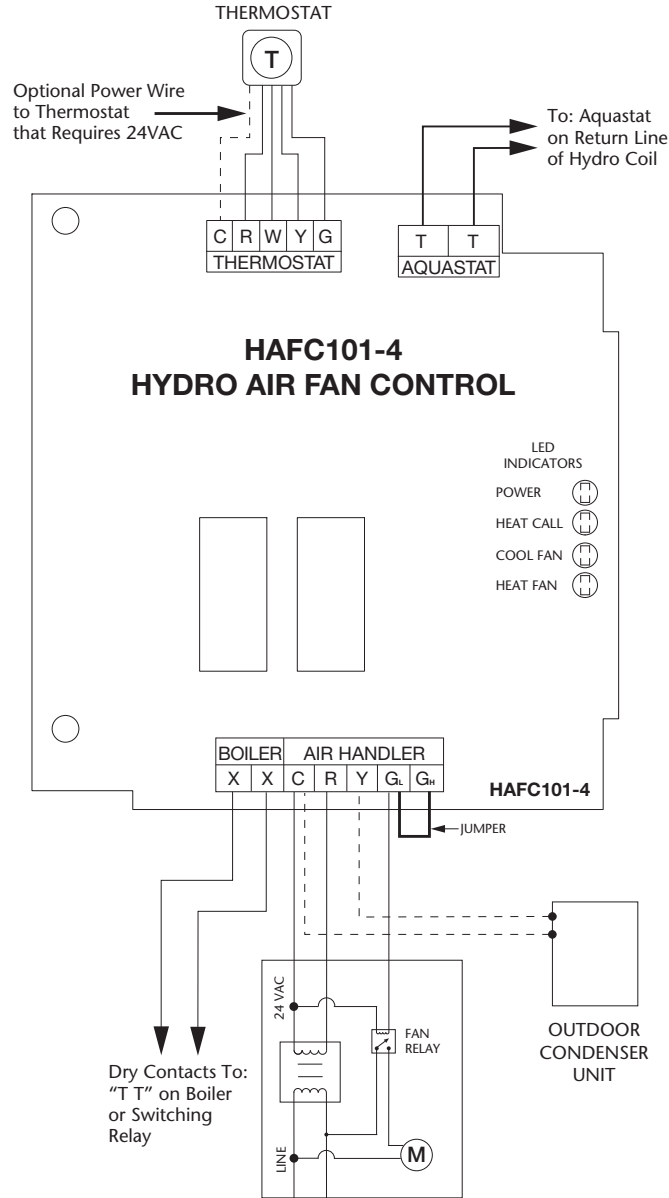 THERMOSTAT
T
Optional Power Wire
to Thermostat
that Requires 24VAC
To: Aquastat
on Return Line
of Hydro Coil
C R W Y G
THERMOSTAT
T T
AQUASTAT
HAFC101-4
HYDRO AIR FAN CONTROL
LED
INDICATORS
POWER
HEAT CALL
COOL FAN
HEAT FAN
BOILER AIR HANDLER
X X C R Y GL GH
HAFC101-4
JUMPER
24 VAC
FAN
RELAY
OUTDOOR
CONDENSER
UNIT
Dry Contacts To:
“T T” on Boiler
or Switching
Relay
LINE
M